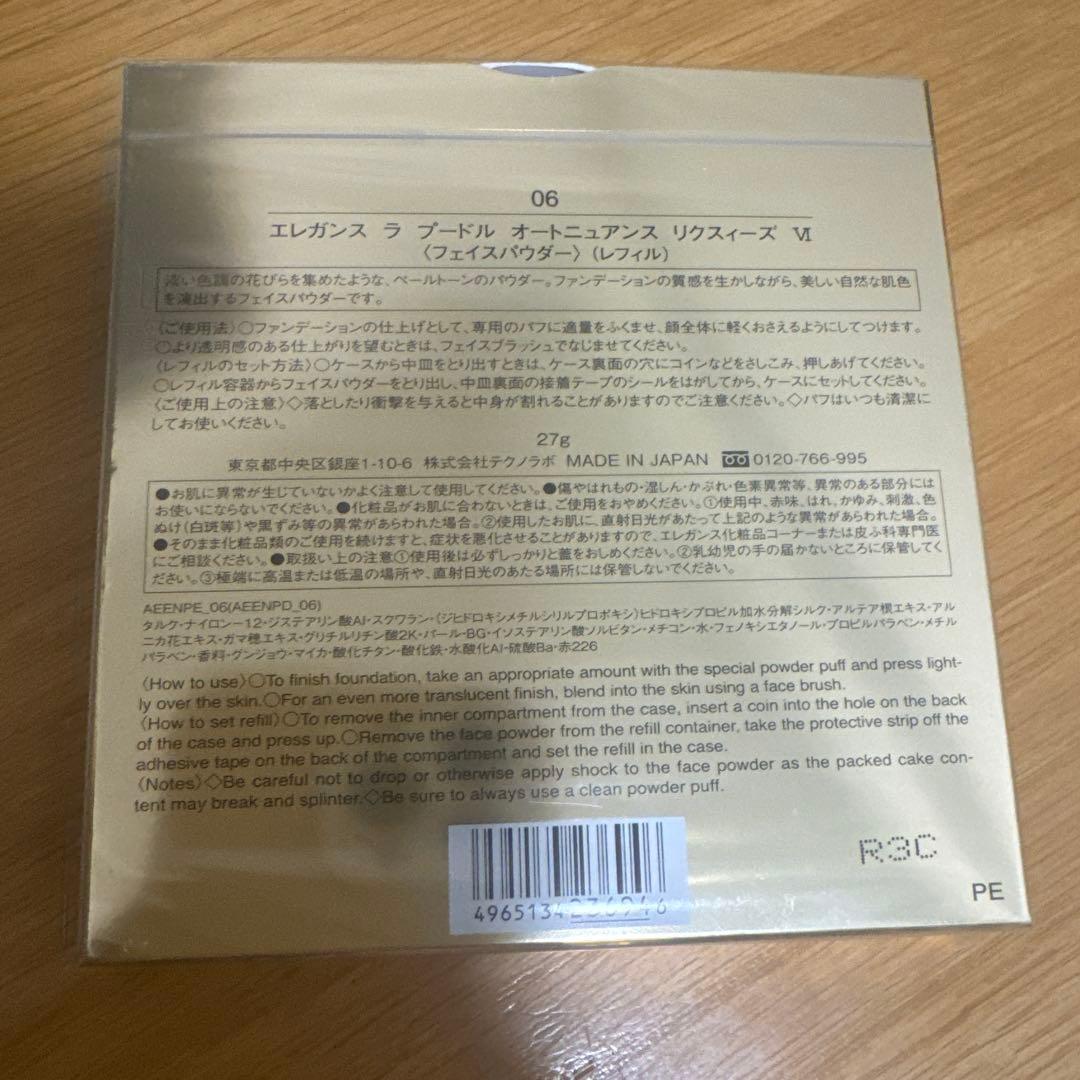 06
エレガンス ラ プードル オートニュアンス リクスィーズ Ⅵ
〈フェイスパウダー〉(レフィル)
淡い色調の花びらを集めたような、ペールトーンのパウダー。ファンデーションの質感を生かしながら、美しい自然な肌色
を演出するフェイスパウダーです。
〈ご使用法〉○ファンデーションの仕上げとして、専用のパフに適量をふくませ、顔全体に軽くおさえるようにしてつけます。
○より透明感のある仕上がりを望むときは、フェイスブラッシュでなじませてください。
〈レフィルのセット方法〉○ケースから中皿をとり出すときは、ケース裏面の穴にコインなどをさしこみ、押しあげてください。
○レフィル容器からフェイスパウダーをとり出し、中皿裏面の接着テープのシールをはがしてから、ケースにセットしてください。
〈ご使用上の注意〉◇落としたり衝撃を与えると中身が割れることがありますのでご注意ください。◇パフはいつも清潔に
してお使いください。
27g
東京都中央区銀座1-10-6 株式会社テクノラボ MADE IN JAPAN 0120-766-995
●お肌に異常が生じていないかよく注意して使用してください。●傷やはれもの・湿しん・かぶれ・色素異常等、異常のある部分には
お使いにならないでください。●化粧品がお肌に合わないときは、ご使用をおやめください。①使用中、赤味、はれ、かゆみ、刺激、色
ぬけ(白斑等)や黒ずみ等の異常があらわれた場合。②使用したお肌に、直射日光があたって上記のような異常があらわれた場合。
●そのまま化粧品類のご使用を続けますと、症状を悪化させることがありますので、エレガンス化粧品コーナーまたは皮ふ科専門医
にご相談ください。●取扱い上の注意①使用後は必ずしっかりと蓋をおしめください。②乳幼児の手の届かないところに保管してく
ださい。③極端に高温または低温の場所や、直射日光のあたる場所には保管しないでください。
AEENPE_06(AEENPD_06)
タルク・ナイロン-12・ジステアリン酸Al・スクワラン・(ジヒドロキシメチルシリルプロポキシ)ヒドロキシプロピル加水分解シルク・アルテア根エキス・アル
ニカ花エキス・ガマ穂エキス・グリチルリチン酸2K・パール・BG・イソステアリン酸ソルビタン・メチコン・水・フェノキシエタノール・プロピルパラベン・メチル
パラベン・香料・グンジョウ・マイカ・酸化チタン・酸化鉄・水酸化Al・硫酸Ba・赤226
〈How to use〉○To finish foundation, take an appropriate amount with the special powder puff and press light-
ly over the skin.○For an even more translucent finish, blend into the skin using a face brush.
〈How to set refill〉○To remove the inner compartment from the case, insert a coin into the hole on the back
of the case and press up.○Remove the face powder from the refill container, take the protective strip off the
adhesive tape on the back of the compartment and set the refill in the case.
〈Notes〉◇Be careful not to drop or otherwise apply shock to the face powder as the packed cake con-
tent may break and splinter.◇Be sure to always use a clean powder puff.
4965134236946
R3C
PE